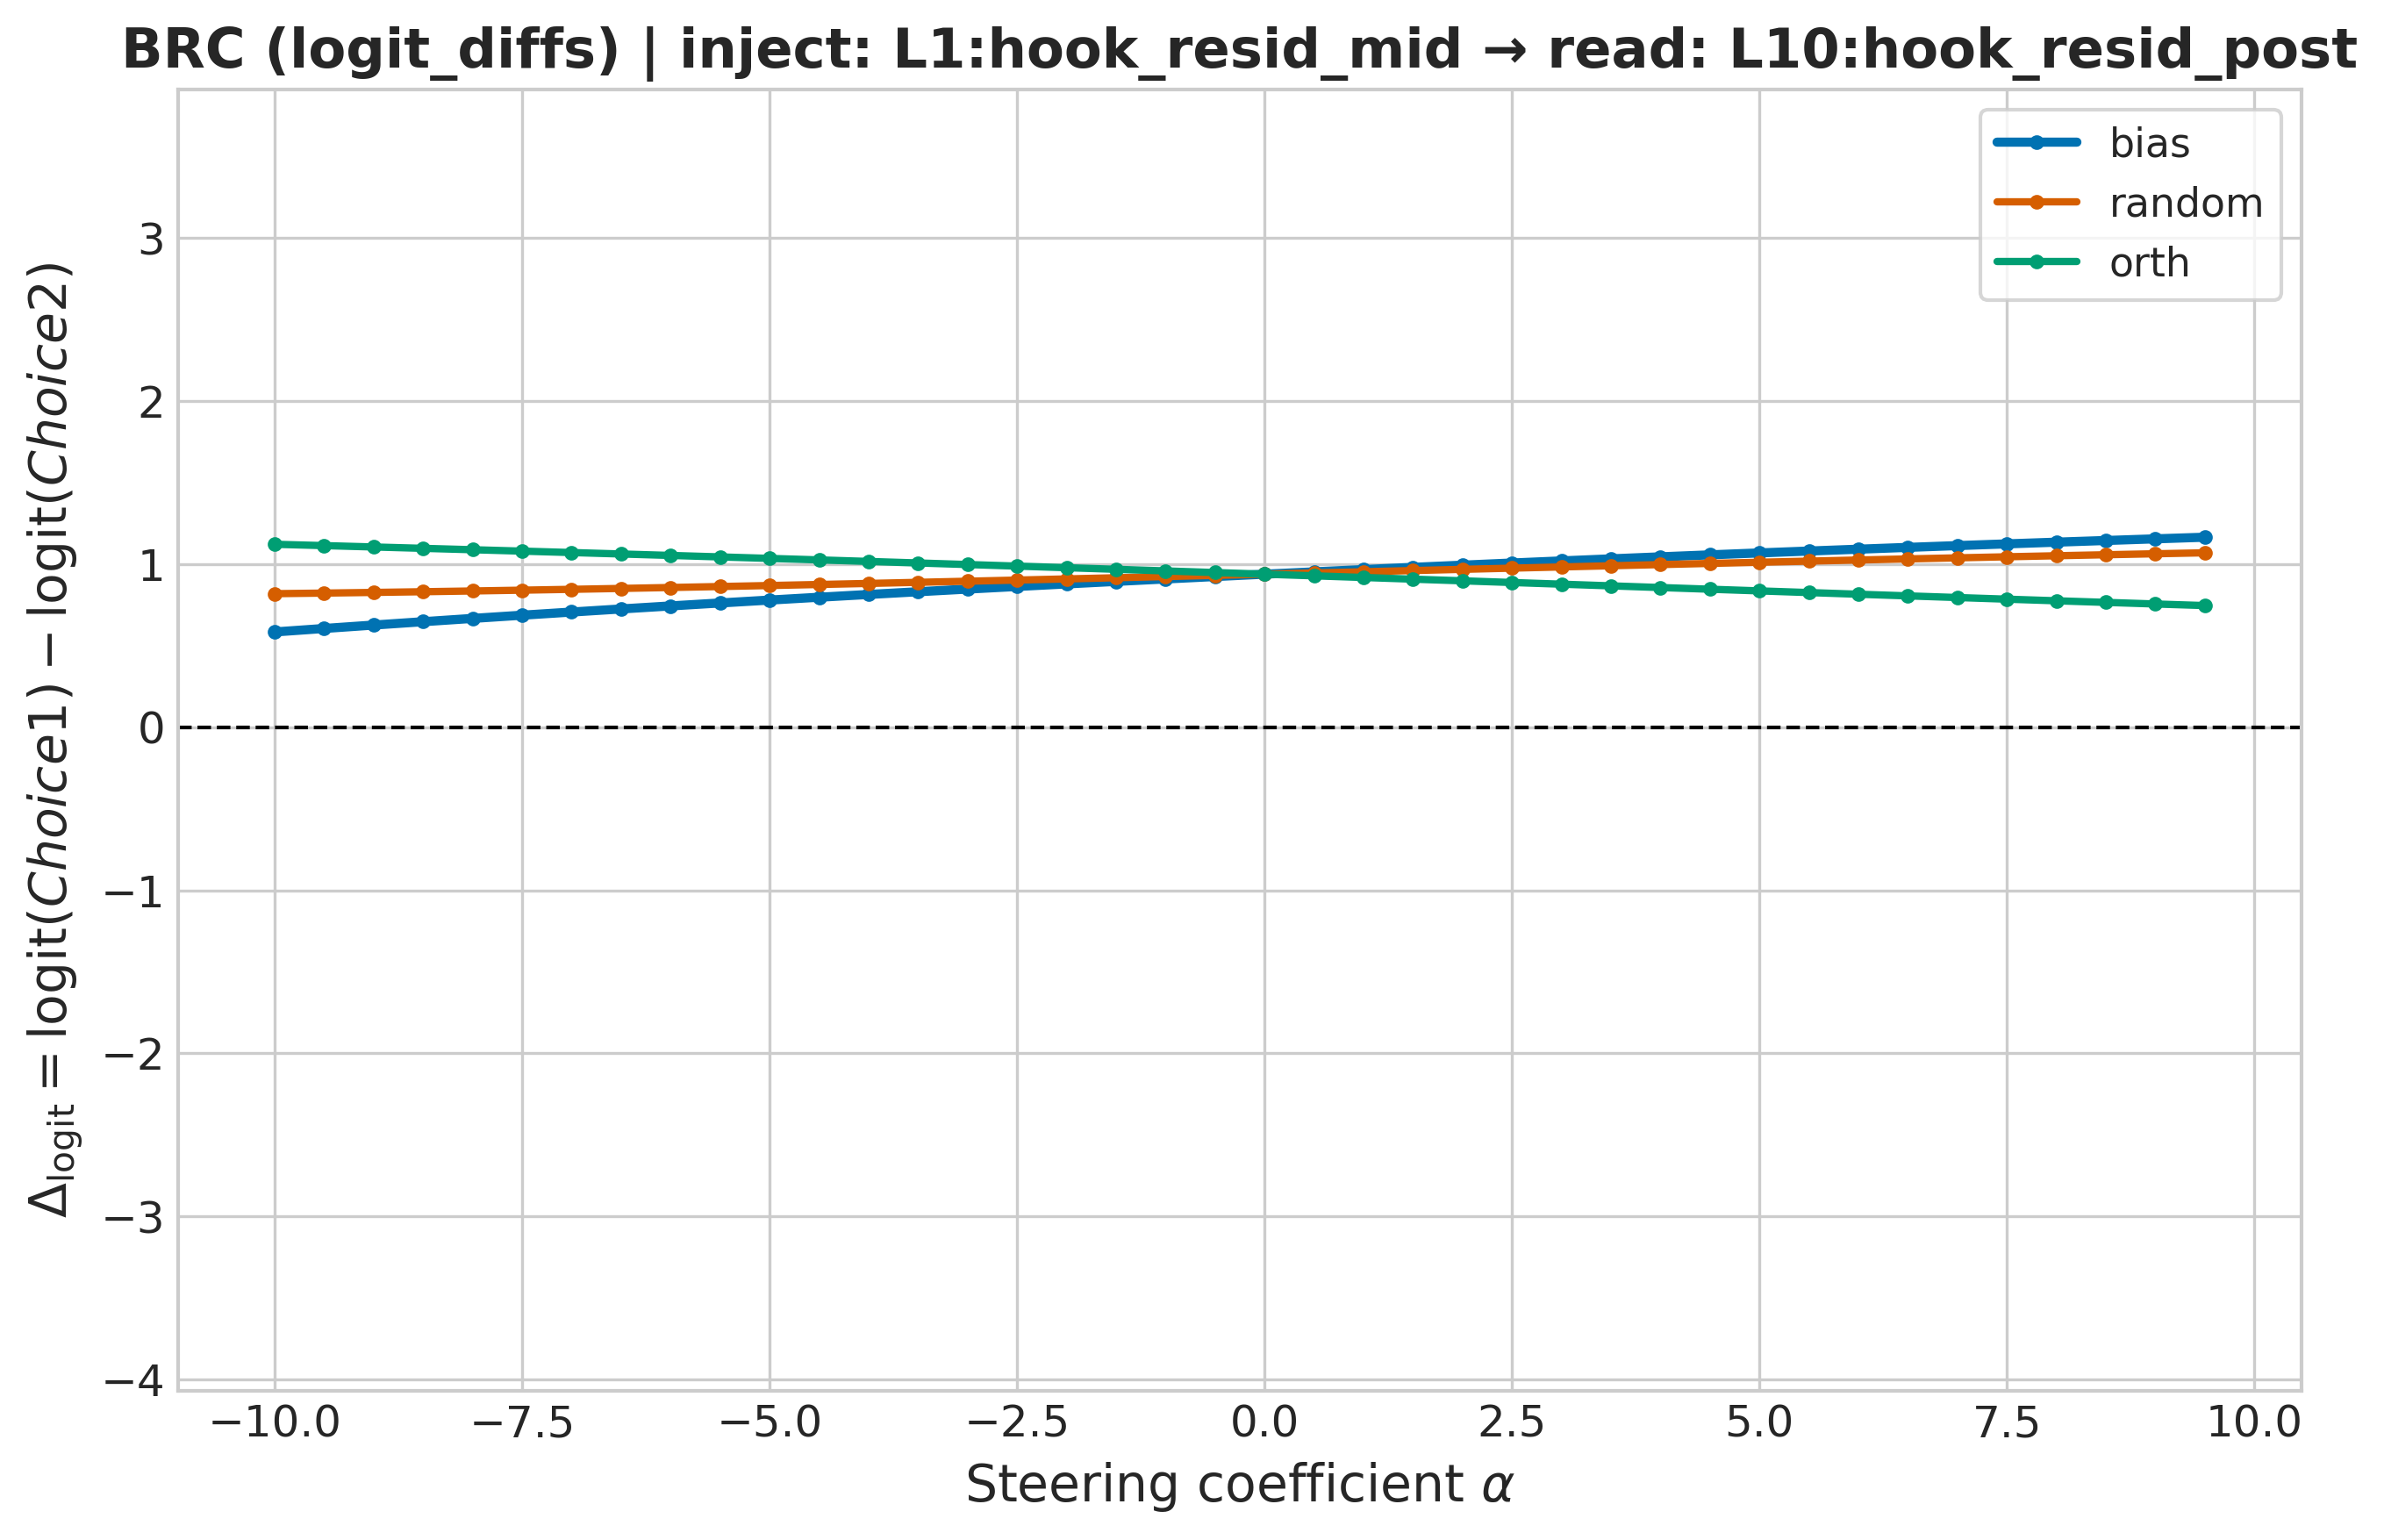 BRC (logit_diffs) | inject: L1:hook_resid_mid → read: L10:hook_resid_post
bias
random
orth
3
2
1
0
−1
−2
−3
−4
Δlogit = logit(Choice1) − logit(Choice2)
−10.0
−7.5
−5.0
−2.5
0.0
2.5
5.0
7.5
10.0
Steering coefficient α